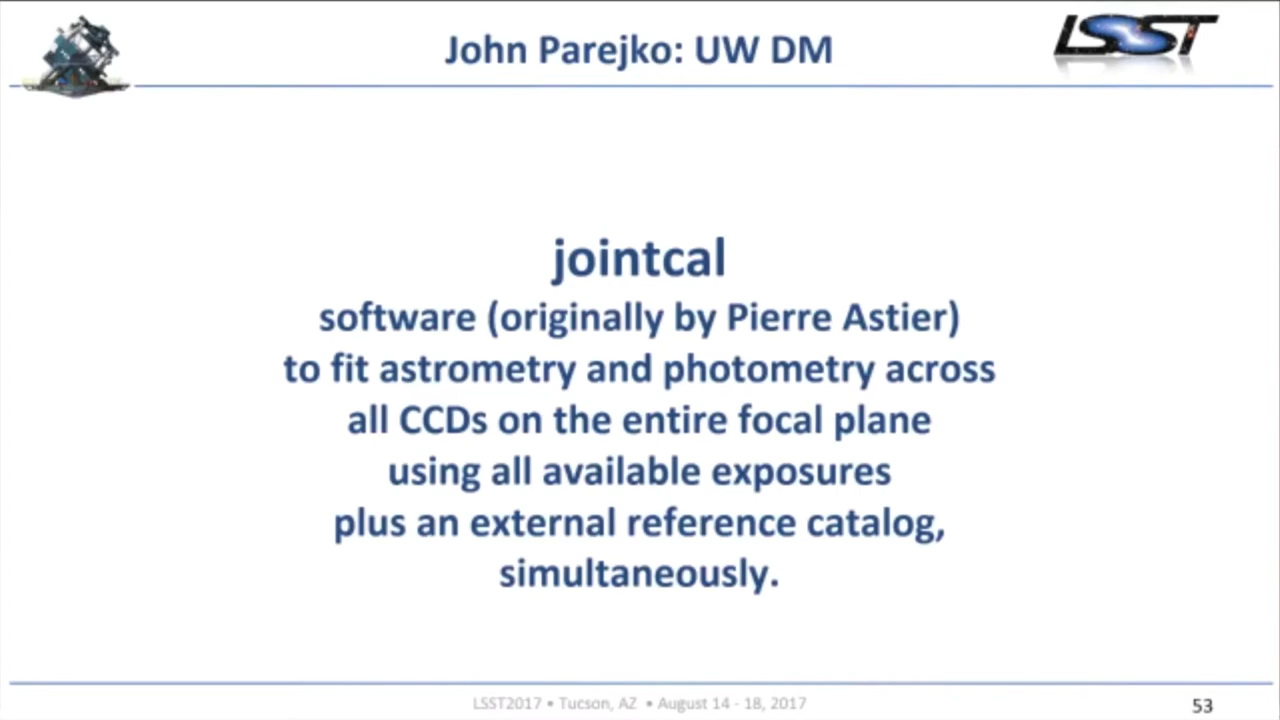 John Parejko: UW DM
LSST
jointcal
software (originally by Pierre Astier)
to fit astrometry and photometry across
all CCDs on the entire focal plane
using all available exposures
plus an external reference catalog,
simultaneously.
LSST2017 • Tucson, AZ • August 14 - 18, 2017
53